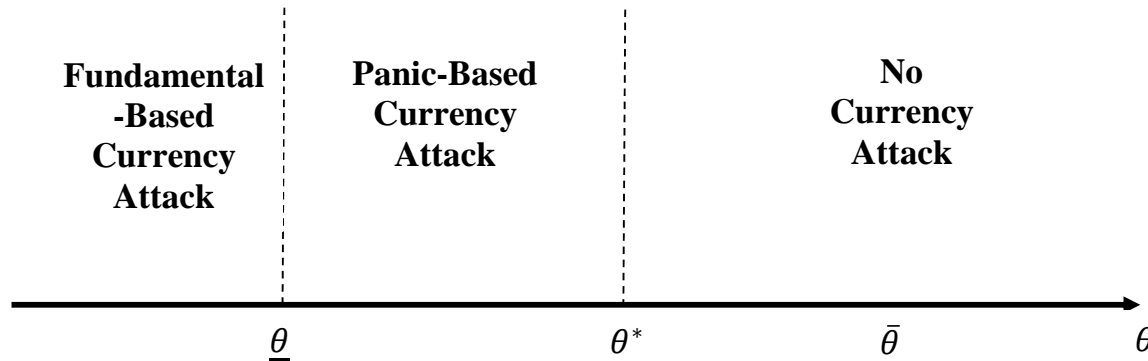 Fundamental
-Based
Currency
Attack
Panic-Based
Currency
Attack
No
Currency
Attack
θ̲ θ* θ̄ θ